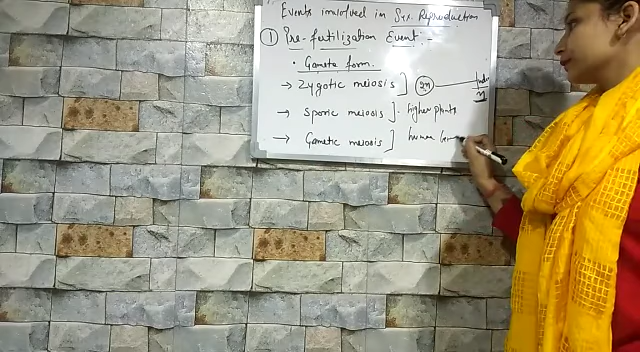 Events involved in Sex. Reproduction
① Pre-fertilization Event:-
• Gamete form.
→ Zygotic meiosis ] 2n
n
→ Sporic meiosis ]. higher plants
→ Gametic meiosis ] human